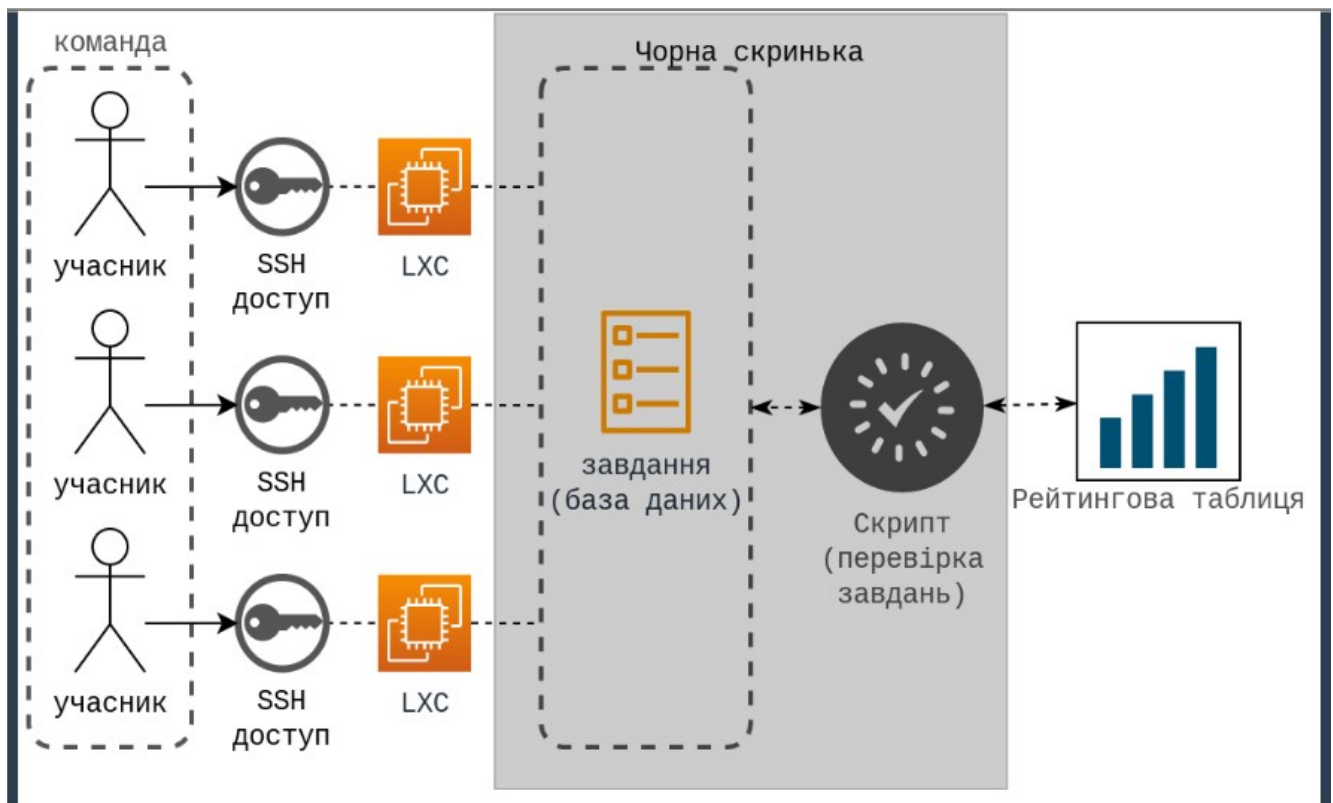 команда
Чорна скринька
учасник
SSH
доступ
LXC
учасник
SSH
доступ
LXC
завдання
(база даних)
Скрипт
(перевірка
завдань)
Рейтингова таблиця
учасник
SSH
доступ
LXC